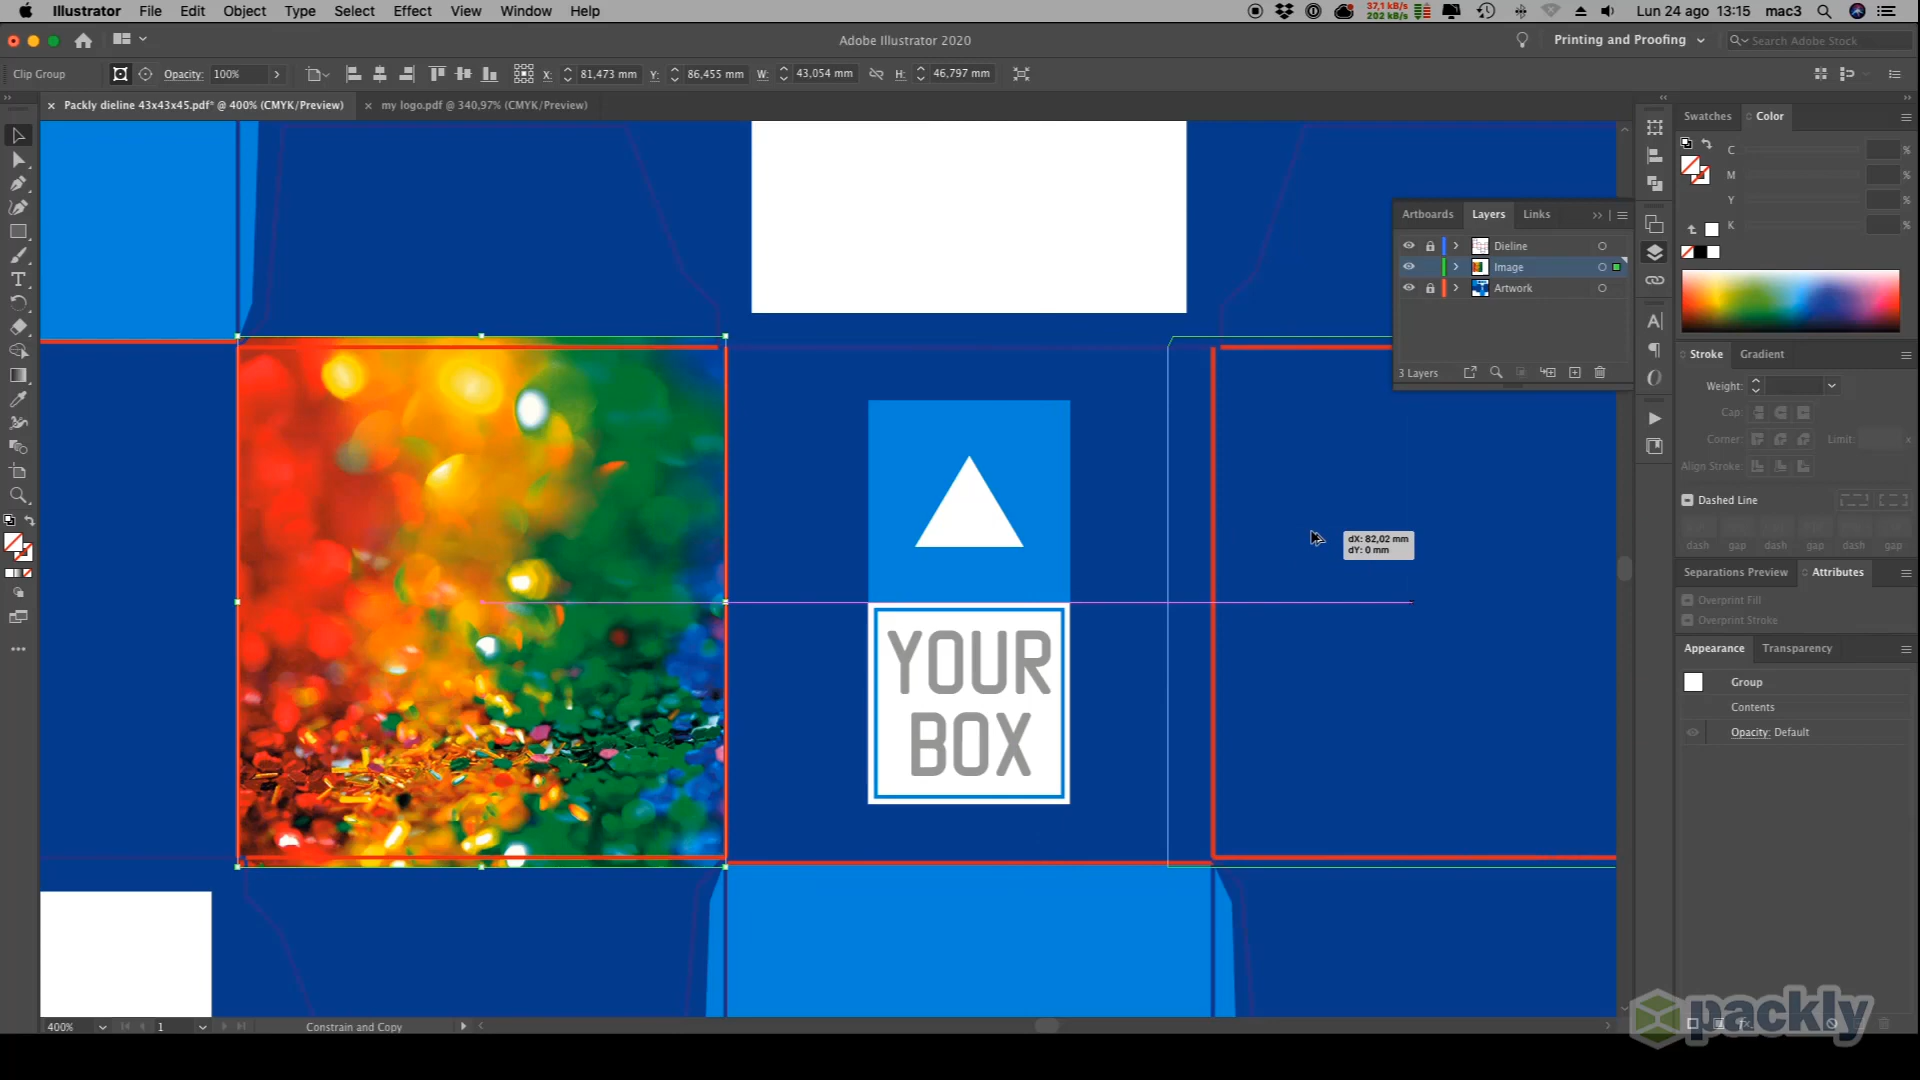 Illustrator File Edit Object Type Select Effect View Window Help
37,1 kB/s
202 kB/s
Lun 24 ago 13:15 mac3
Adobe Illustrator 2020
Printing and Proofing
Search Adobe Stock
Clip Group
Opacity: 100%
X: 81,473 mm Y: 86,455 mm W: 43,054 mm H: 46,797 mm
Packly dieline 43x43x45.pdf* @ 400% (CMYK/Preview)
my logo.pdf @ 340,97% (CMYK/Preview)
Swatches Color
C %
M %
Y %
K %
Artboards Layers Links
Dieline
Image
Artwork
3 Layers
Stroke Gradient
Weight:
Cap:
Corner: Limit: x
Align Stroke:
Dashed Line
dash gap dash gap dash gap
Separations Preview Attributes
Overprint Fill
Overprint Stroke
Appearance Transparency
Group
Contents
Opacity: Default
dX: 82,02 mm
dY: 0 mm
YOUR
BOX
400% 1 Constrain and Copy
packly